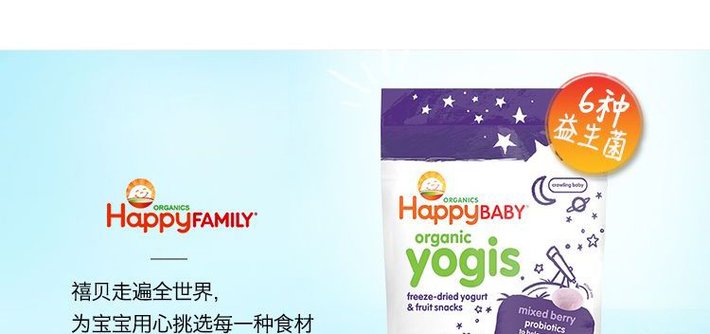 6种
益生菌
ORGANICS
HappyFAMILY
禧贝走遍全世界,
为宝宝用心挑选每一种食材
crawling baby
ORGANICS
HappyBABY
organic
yogis
freeze-dried yogurt
& fruit snacks
mixed berry
probiotics